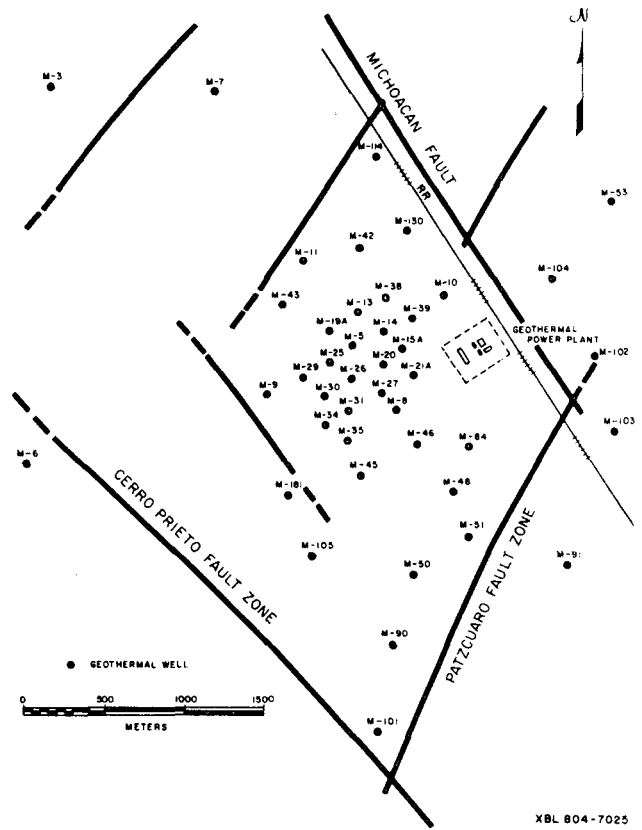 N
M-3
M-7
MICHOACAN FAULT
M-114
RR
M-53
M-130
M-42
M-11
M-104
M-38
M-10
M-43
M-13
M-39
M-19A
M-14
GEOTHERMAL
POWER PLANT
M-5
M-15A
M-102
M-25
M-20
M-29
M-26
M-21A
M-9
M-30
M-27
M-31
M-8
M-103
M-34
M-35
M-46
M-84
M-6
M-45
M-181
M-48
CERRO PRIETO FAULT ZONE
M-51
M-105
M-50
M-91
PATZCUARO FAULT ZONE
M-90
GEOTHERMAL WELL
0 500 1000 1500
METERS
M-101
XBL 804-7025